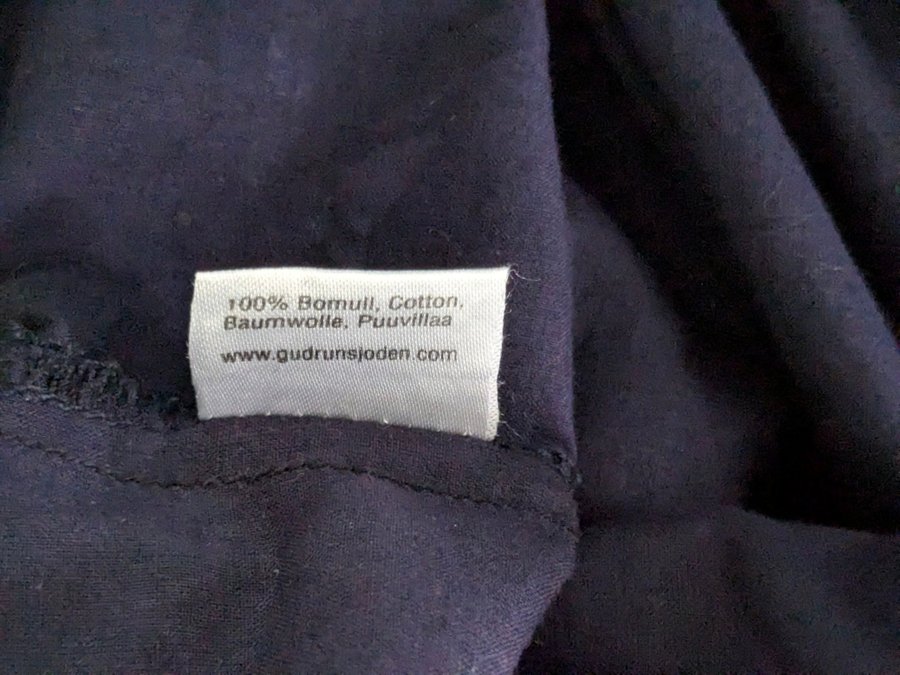 100% Bomull, Cotton,
Baumwolle, Puuvillaa
www.gudrunsjoden.com